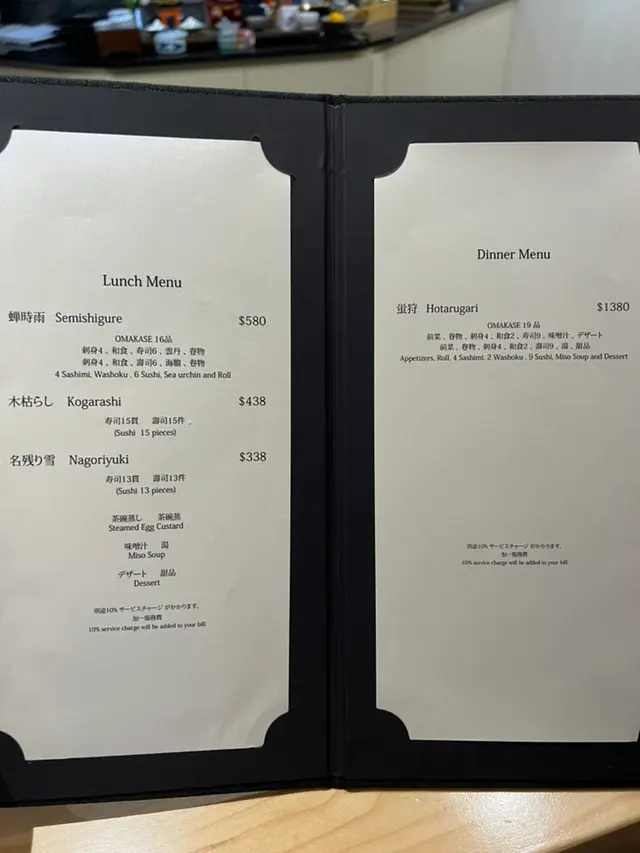 Lunch Menu
蝉時雨 Semishigure $580
OMAKASE 16品
刺身4 、和食 、寿司6 、雲丹 、巻物
刺身4 、和食 、壽司6 、海膽 、卷物
4 Sashimi, Washoku , 6 Sushi, Sea urchin and Roll
木枯らし Kogarashi $438
寿司15貫 壽司15件 。
(Sushi 15 pieces)
名残り雪 Nagoriyuki $338
寿司13貫 壽司13件
(Sushi 13 pieces)
茶碗蒸し 茶碗蒸
Steamed Egg Custard
味噌汁 湯
Miso Soup
デザート 甜品
Dessert
別途10% サービスチャージ がかかります。
加一服務費
10% service charge will be added to your bill
Dinner Menu
蛍狩 Hotarugari $1380
OMAKASE 19 品
前菜 、巻物 、刺身4 、和食2 、寿司9 、味噌汁 、デザート
前菜 、卷物 、刺身4 、和食2 、壽司9 、湯 、甜品
Appetizers, Roll, 4 Sashimi, 2 Washoku , 9 Sushi, Miso Soup and Dessert
別途10% サービスチャージ がかかります。
加一服務費
10% service charge will be added to your bill